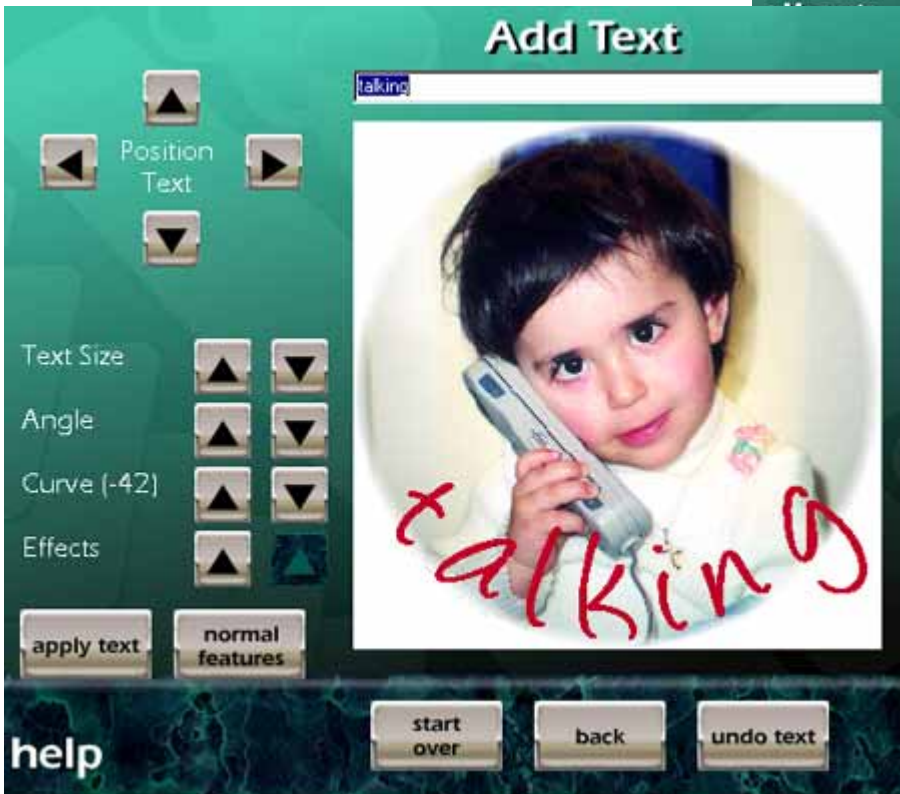 Add Text
talking
Position
Text
Text Size
Angle
Curve (-42)
Effects
talking
apply text
normal
features
help
start
over
back
undo text